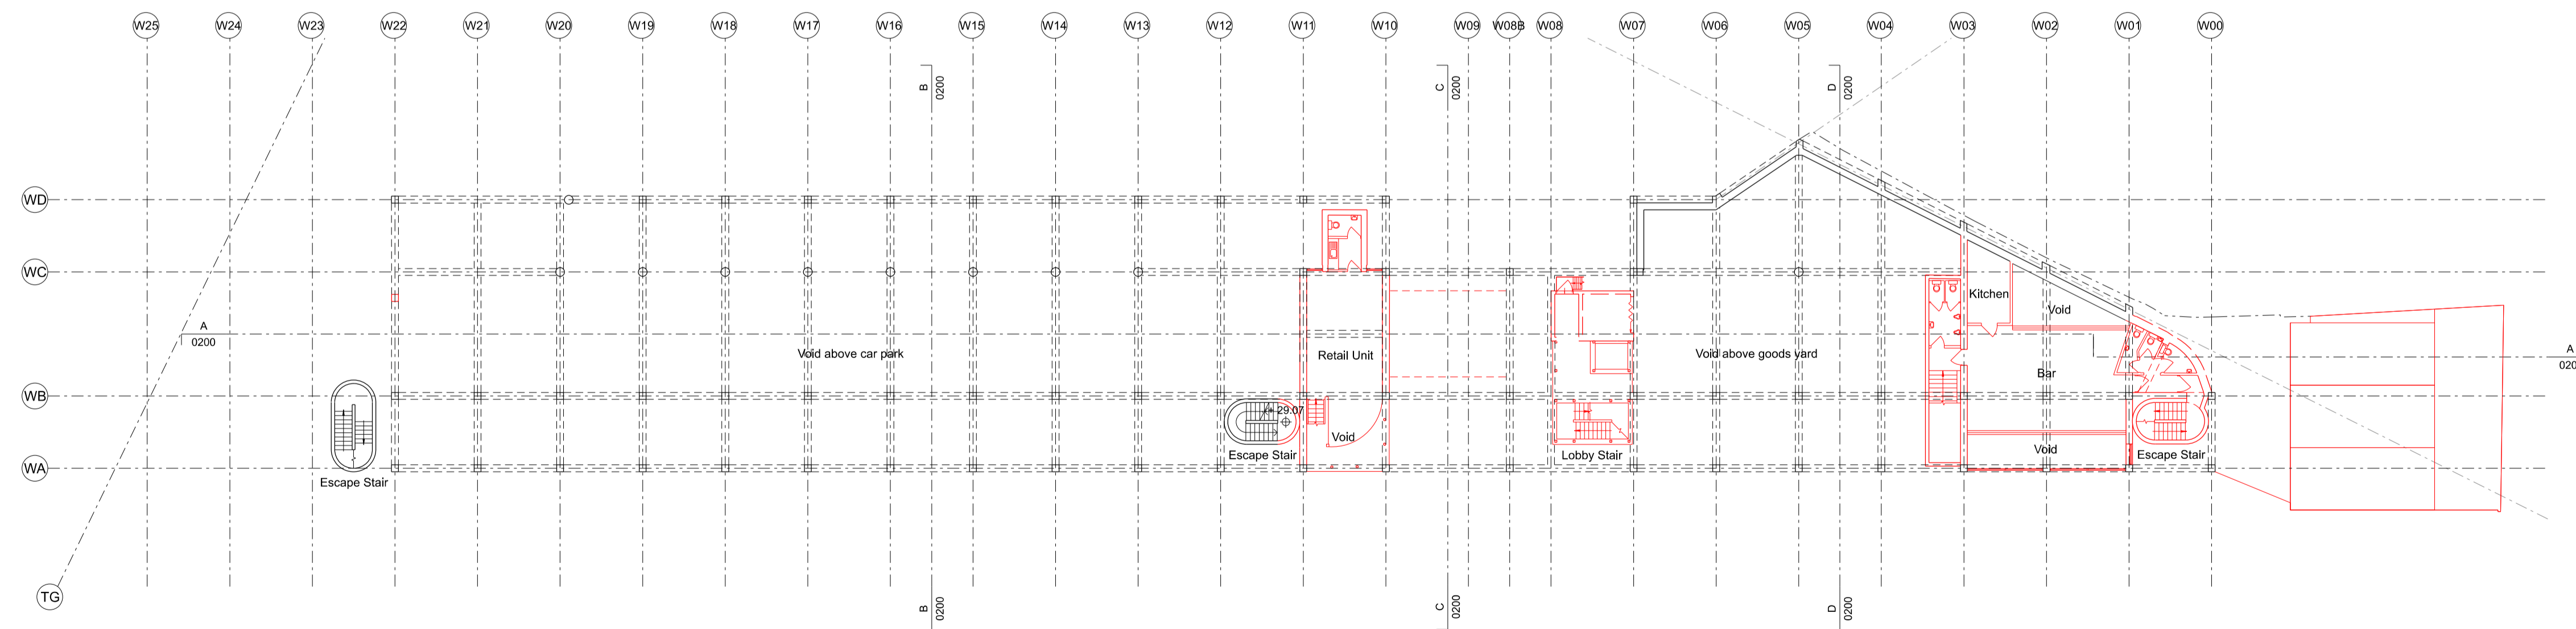 W25 W24 W23 W22 W21 W20 W19 W18 W17 W16 W15 W14 W13 W12 W11 W10 W09 W08B W08 W07 W06 W05 W04 W03 W02 W01 W00
B 0200 C 0200 D 0200
WD
WC
Kitchen
Void
A
0200
A
020
Void above car park
Retail Unit
Void above goods yard
Bar
WB
29.07
Void
Void
Escape Stair
Lobby Stair
Escape Stair
WA
Escape Stair
TG
B 0200 C 0200 D 0200